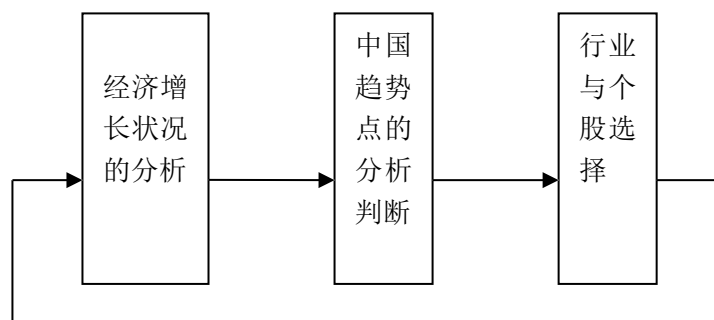 经济增
长状况
的分析
中国
趋势
点的
分析
判断
行业
与个
股选
择